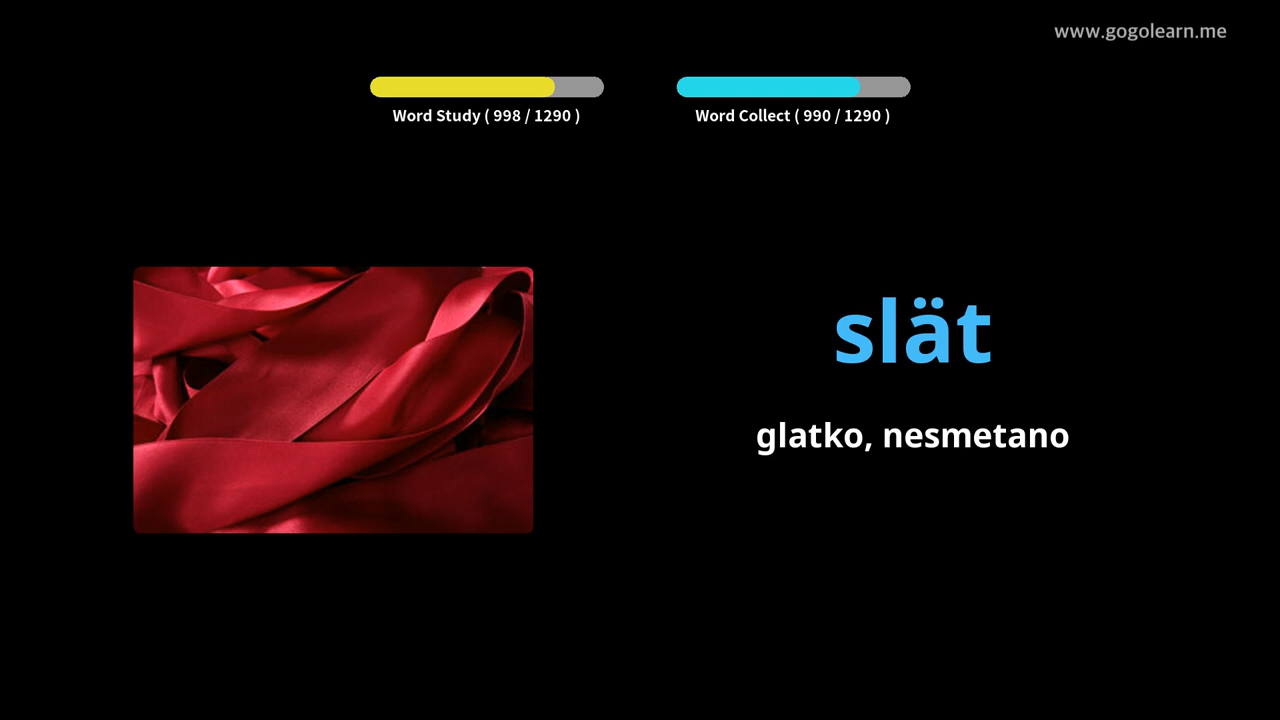 www.gogolearn.me
Word Study ( 998 / 1290 )
Word Collect ( 990 / 1290 )
slät
glatko, nesmetano